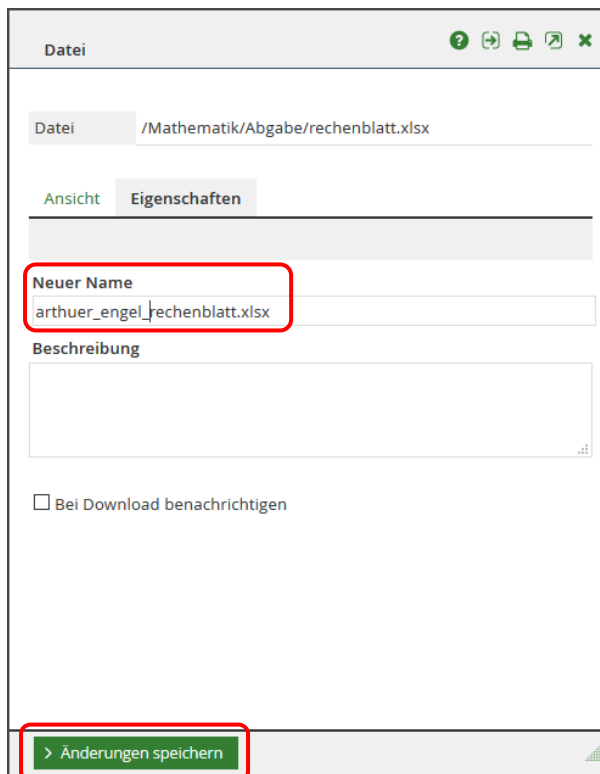 Datei
Datei /Mathematik/Abgabe/rechenblatt.xlsx
Ansicht Eigenschaften
Neuer Name
arthuer_engel_rechenblatt.xlsx
Beschreibung
Bei Download benachrichtigen
> Änderungen speichern